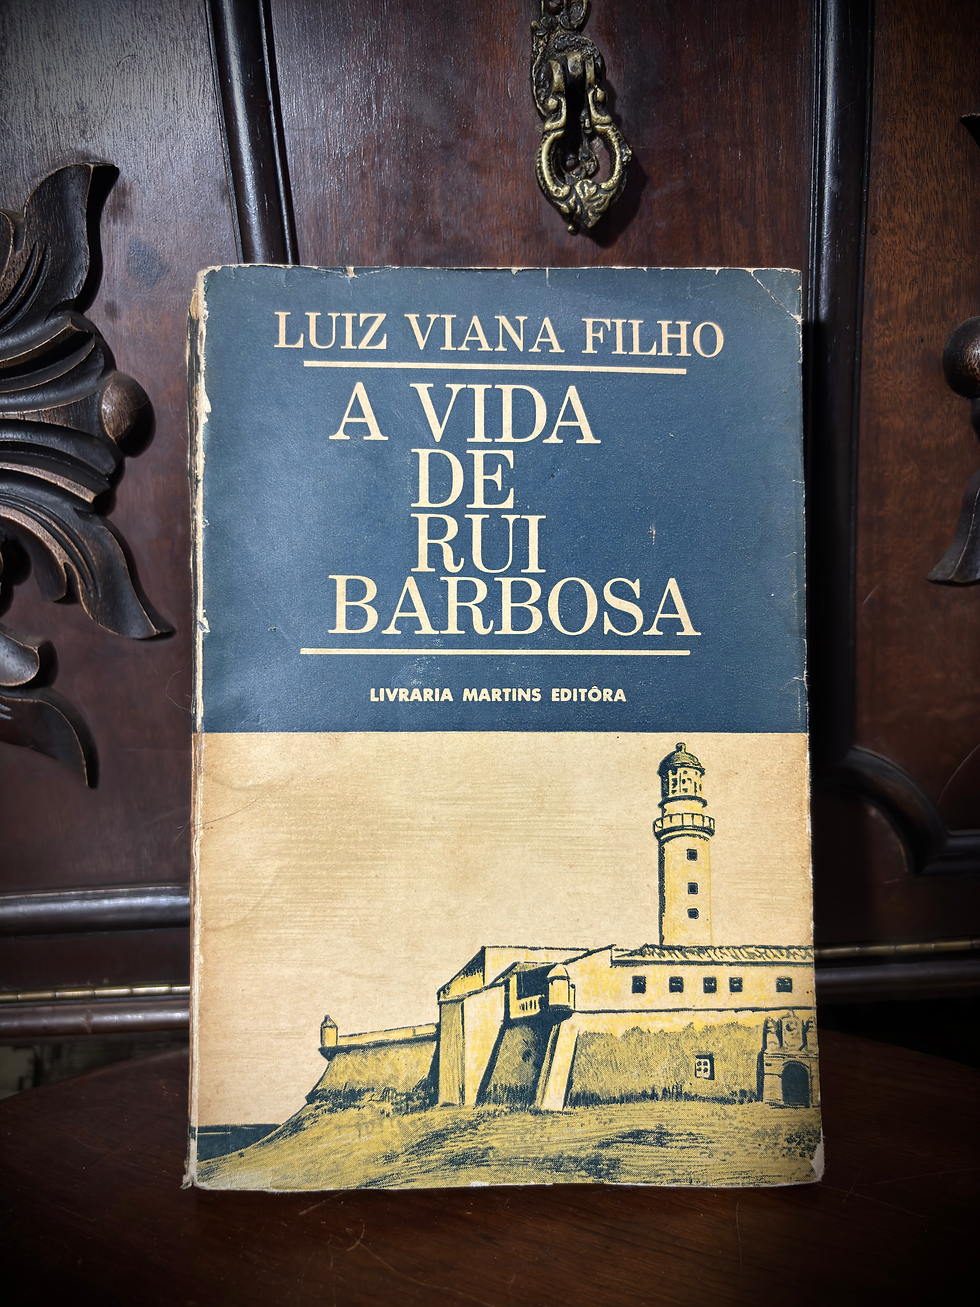 LUIZ VIANA FILHO
A VIDA
DE
RUI
BARBOSA
LIVRARIA MARTINS EDITÔRA